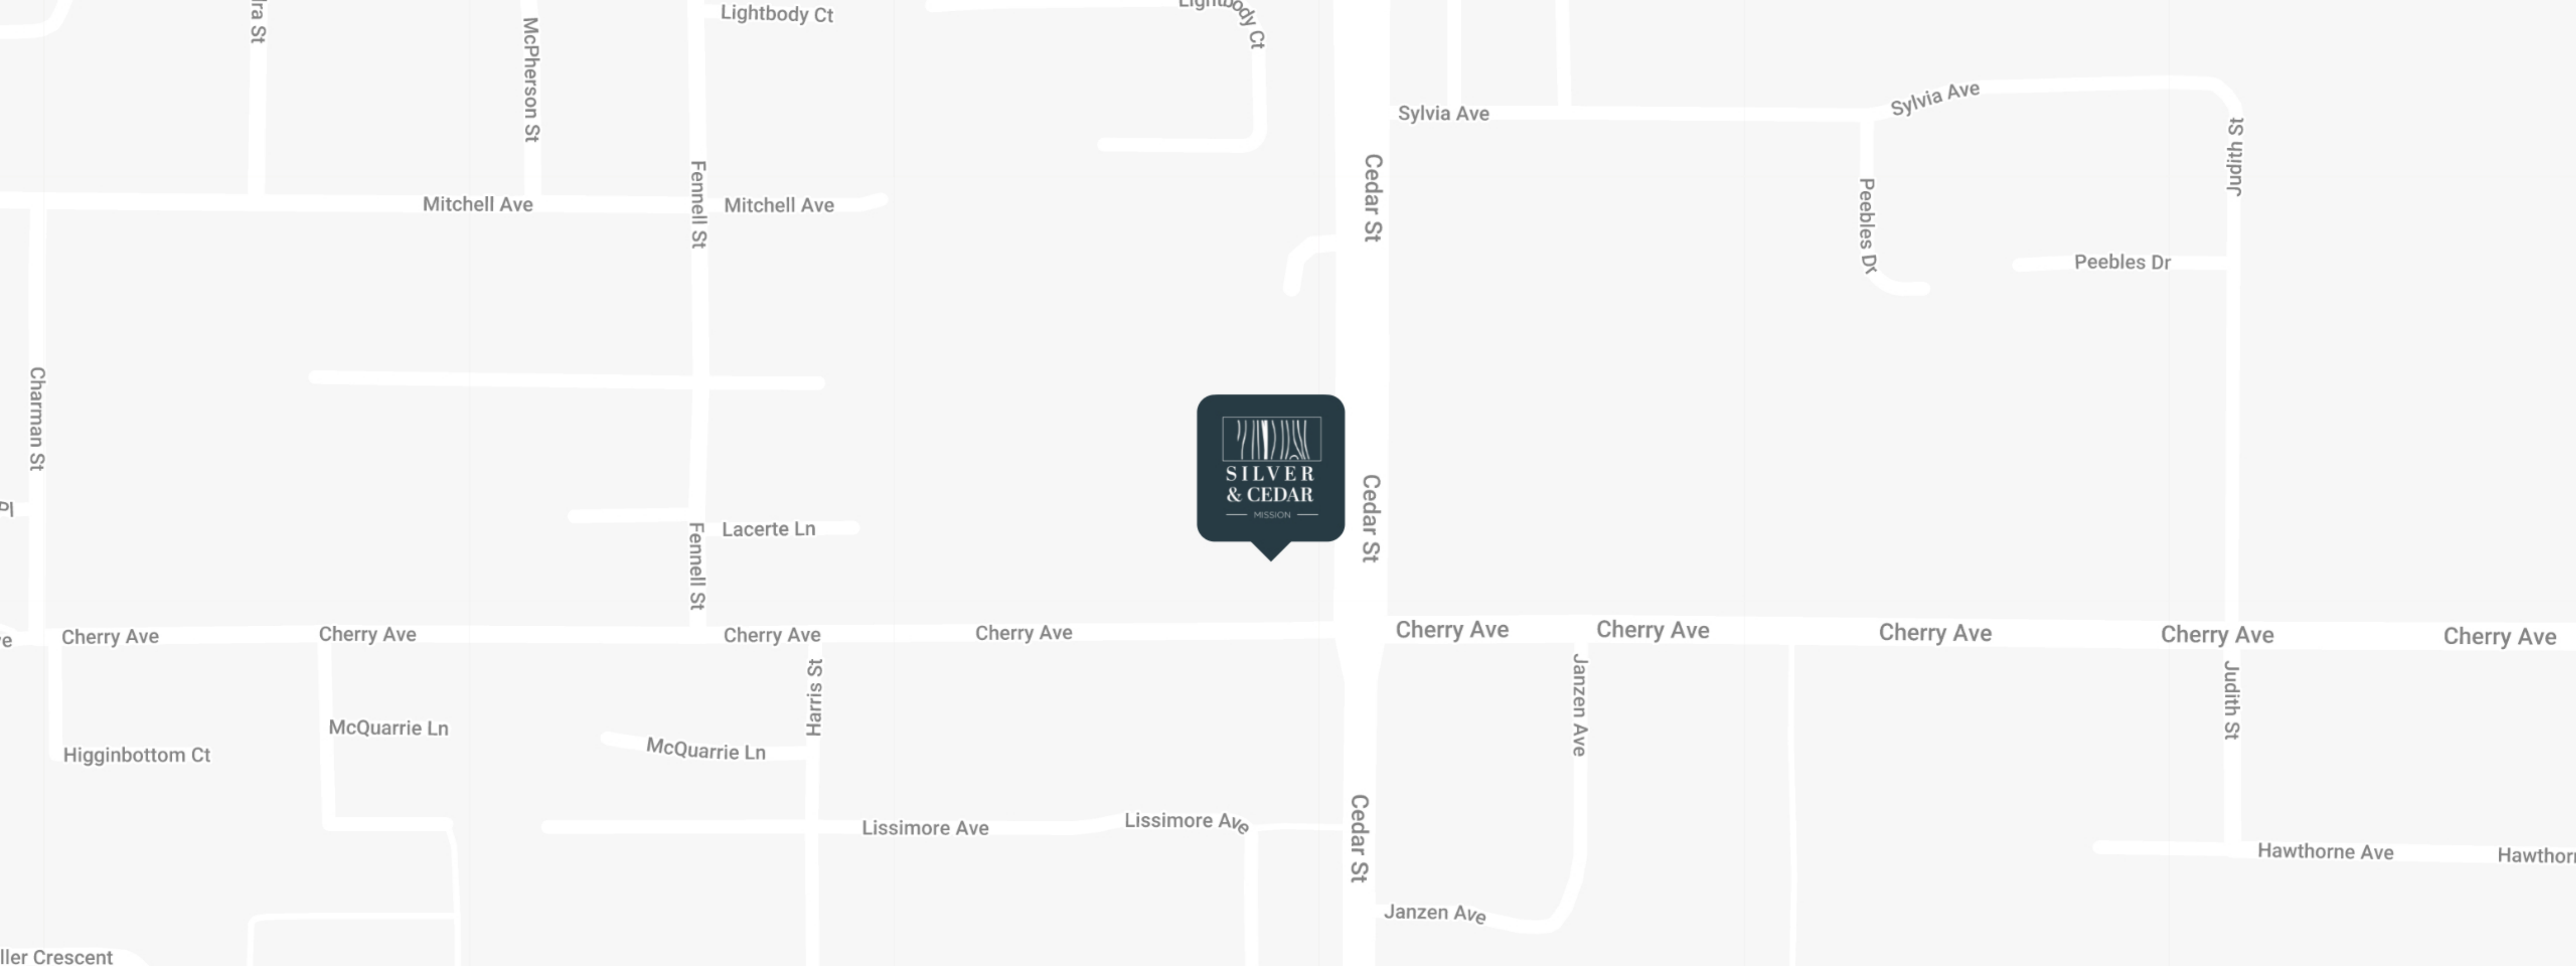 Lightbody Ct
McPherson St
Sylvia Ave
Sylvia Ave
Judith St
Mitchell Ave
Mitchell Ave
Fennell St
Cedar St
Peebles Dr
Peebles Dr
Charman St
SILVER
& CEDAR
MISSION
Cedar St
Lacerte Ln
Fennell St
Cherry Ave
Cherry Ave
Cherry Ave
Cherry Ave
Cherry Ave
Cherry Ave
Cherry Ave
Cherry Ave
Cherry Ave
Harris St
Janzen Ave
Judith St
McQuarrie Ln
McQuarrie Ln
Higginbottom Ct
Lissimore Ave
Lissimore Ave
Cedar St
Hawthorne Ave
Janzen Ave
ller Crescent